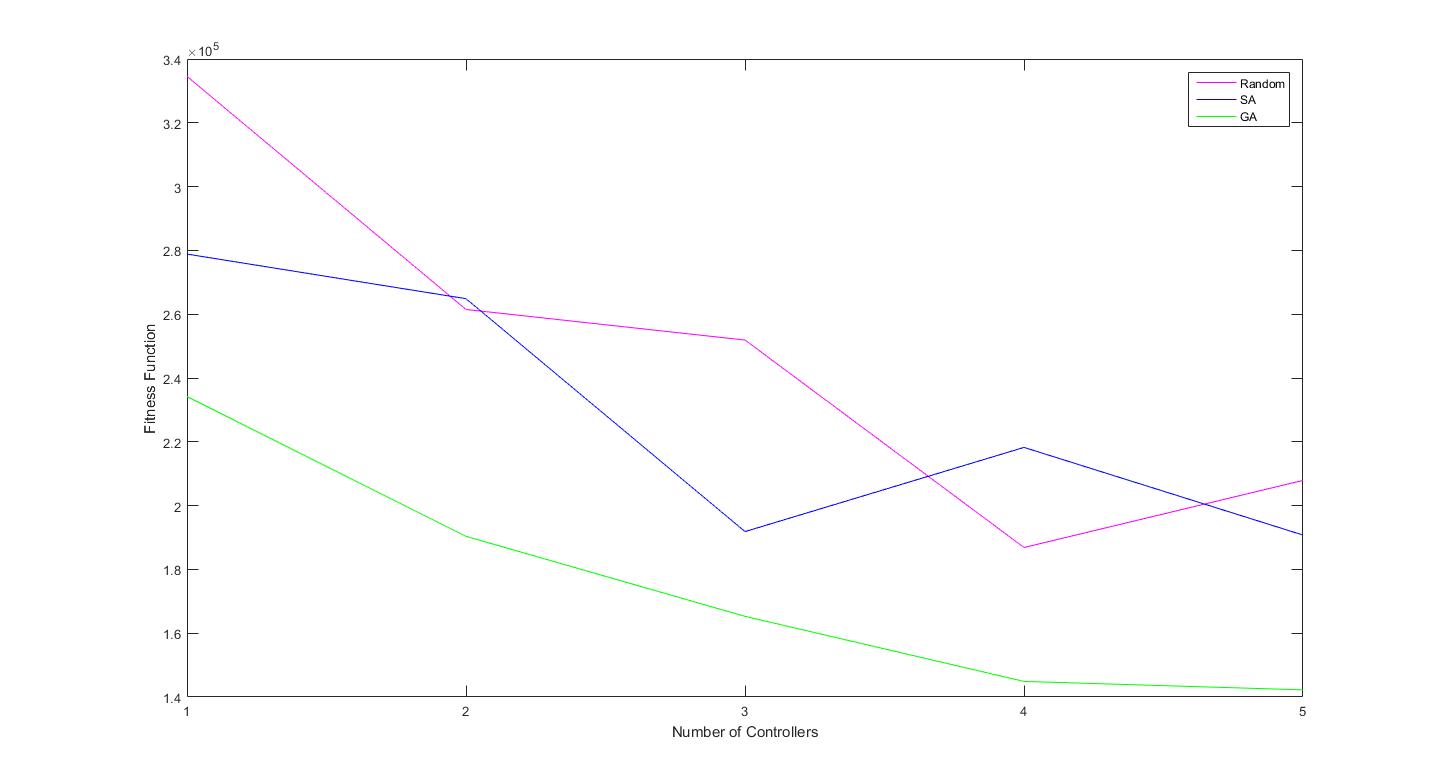 ×10^5
3.4
3.2
3
2.8
2.6
2.4
2.2
2
1.8
1.6
1.4
Fitness Function
1 2 3 4 5
Number of Controllers
Random
SA
GA